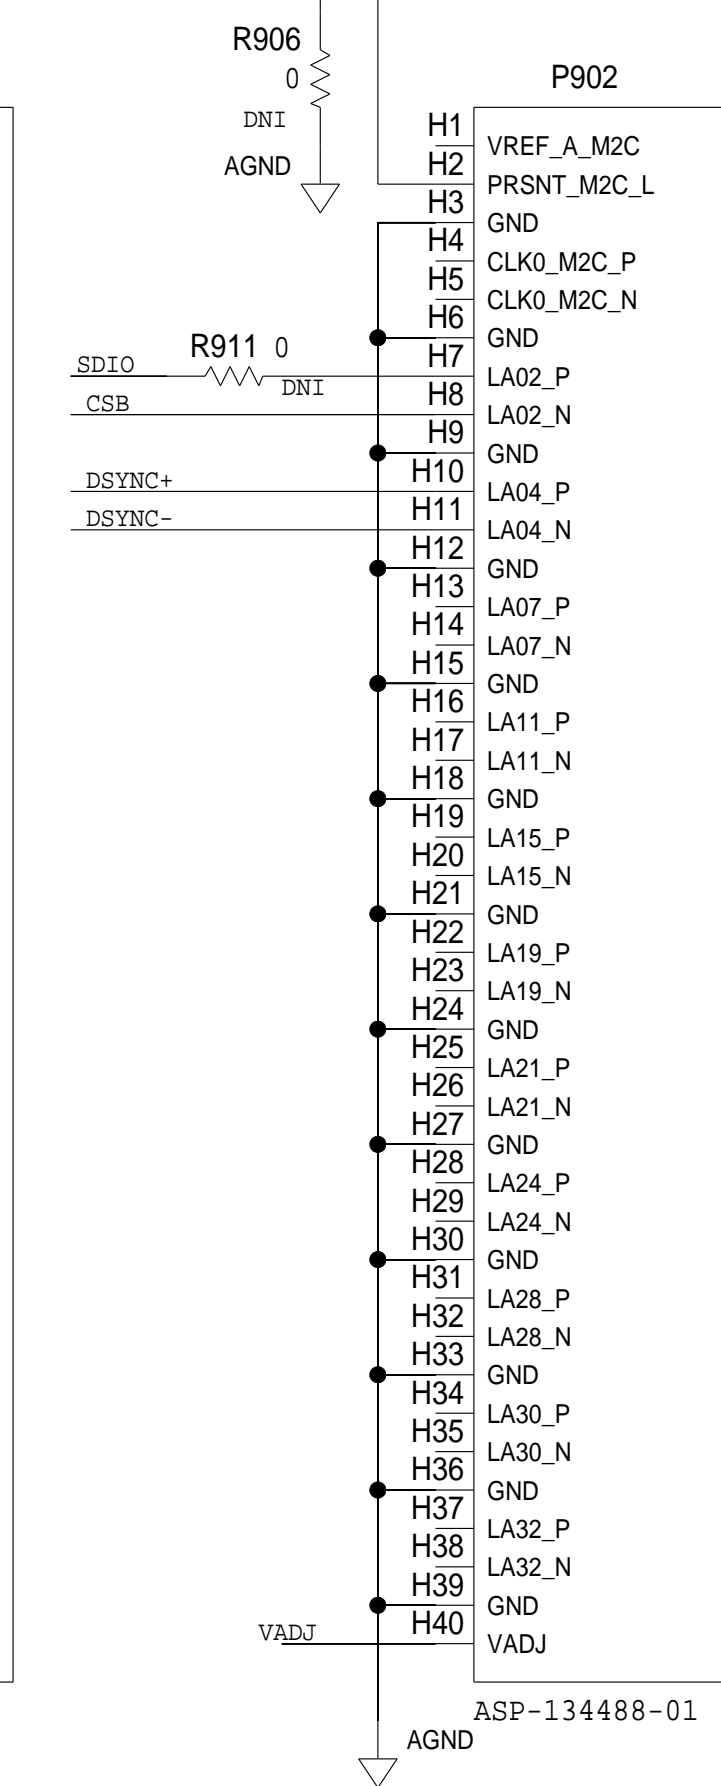 R906
0
DNI
AGND
P902
H1 VREF_A_M2C
H2 PRSNT_M2C_L
H3 GND
H4 CLK0_M2C_P
H5 CLK0_M2C_N
H6 GND
SDIO R911 0 DNI H7 LA02_P
CSB H8 LA02_N
H9 GND
DSYNC+ H10 LA04_P
DSYNC- H11 LA04_N
H12 GND
H13 LA07_P
H14 LA07_N
H15 GND
H16 LA11_P
H17 LA11_N
H18 GND
H19 LA15_P
H20 LA15_N
H21 GND
H22 LA19_P
H23 LA19_N
H24 GND
H25 LA21_P
H26 LA21_N
H27 GND
H28 LA24_P
H29 LA24_N
H30 GND
H31 LA28_P
H32 LA28_N
H33 GND
H34 LA30_P
H35 LA30_N
H36 GND
H37 LA32_P
H38 LA32_N
H39 GND
VADJ H40 VADJ
ASP-134488-01
AGND